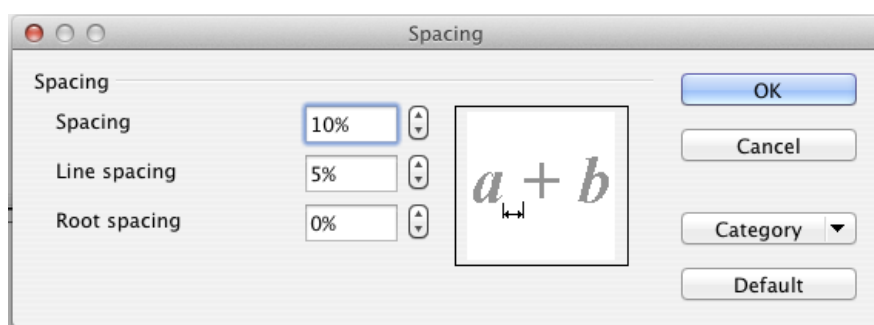 Spacing
Spacing
Spacing 10%
Line spacing 5%
Root spacing 0%
a + b
OK
Cancel
Category
Default